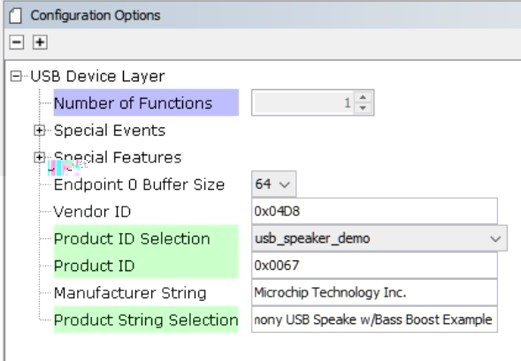 Configuration Options
USB Device Layer
Number of Functions 1
Special Events
Special Features
Endpoint 0 Buffer Size 64
Vendor ID 0x04D8
Product ID Selection usb_speaker_demo
Product ID 0x0067
Manufacturer String Microchip Technology Inc.
Product String Selection mony USB Speake w/Bass Boost Example